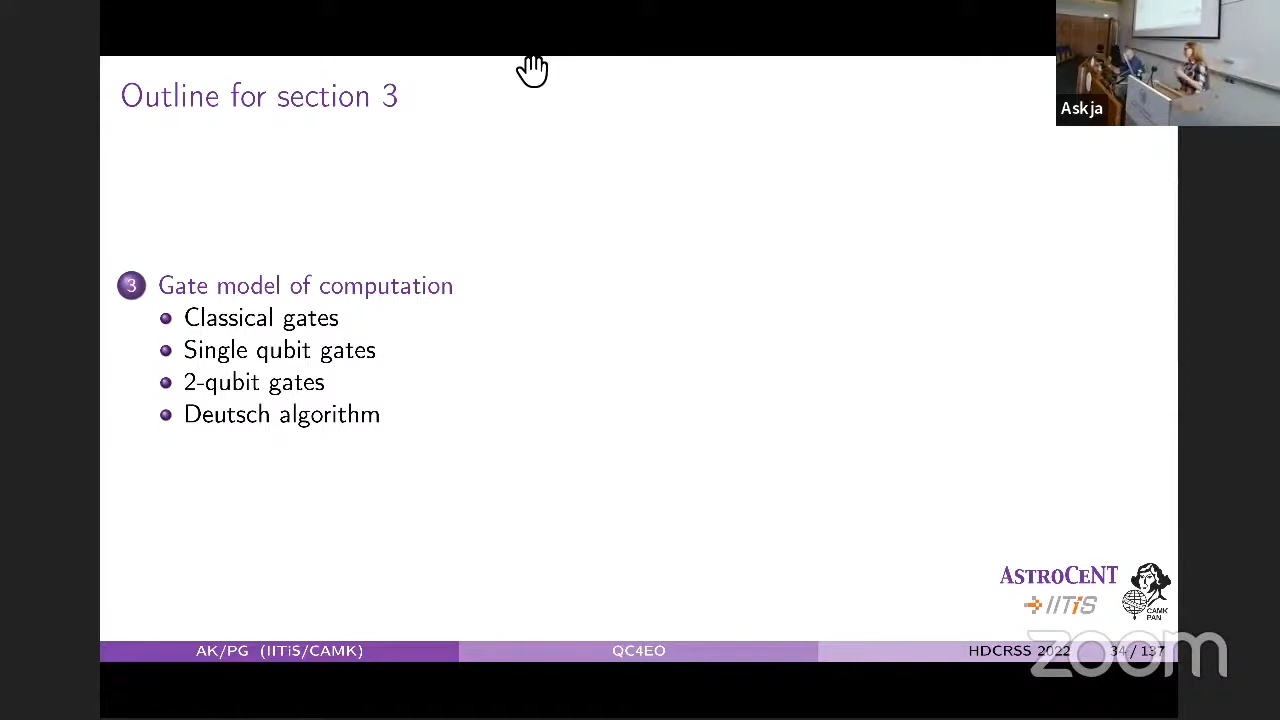 Outline for section 3
Askja
3 Gate model of computation
Classical gates
Single qubit gates
2-qubit gates
Deutsch algorithm
ASTROCENT
IITiS
CAMK
PAN
AK/PG (IITiS/CAMK) QC4EO HDCRSS 2022 34 / 137
zoom